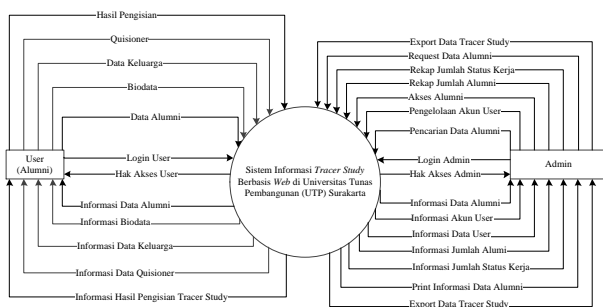 Hasil Pengisian
Quisioner
Data Keluarga
Biodata
Data Alumni
Login User
Hak Akses User
Informasi Data Alumni
Informasi Biodata
Informasi Data Keluarga
Informasi Data Quisioner
Informasi Hasil Pengisian Tracer Study
User
(Alumni)
Sistem Informasi Tracer Study
Berbasis Web di Universitas Tunas
Pembangunan (UTP) Surakarta
Export Data Tracer Study
Request Data Alumni
Rekap Jumlah Status Kerja
Rekap Jumlah Alumni
Akses Alumni
Pengelolaan Akun User
Pencarian Data Alumni
Login Admin
Hak Akses Admin
Informasi Data Alumni
Informasi Akun User
Informasi Data User
Informasi Jumlah Alumi
Informasi Jumlah Status Kerja
Print Informasi Data Alumni
Export Data Tracer Study
Admin